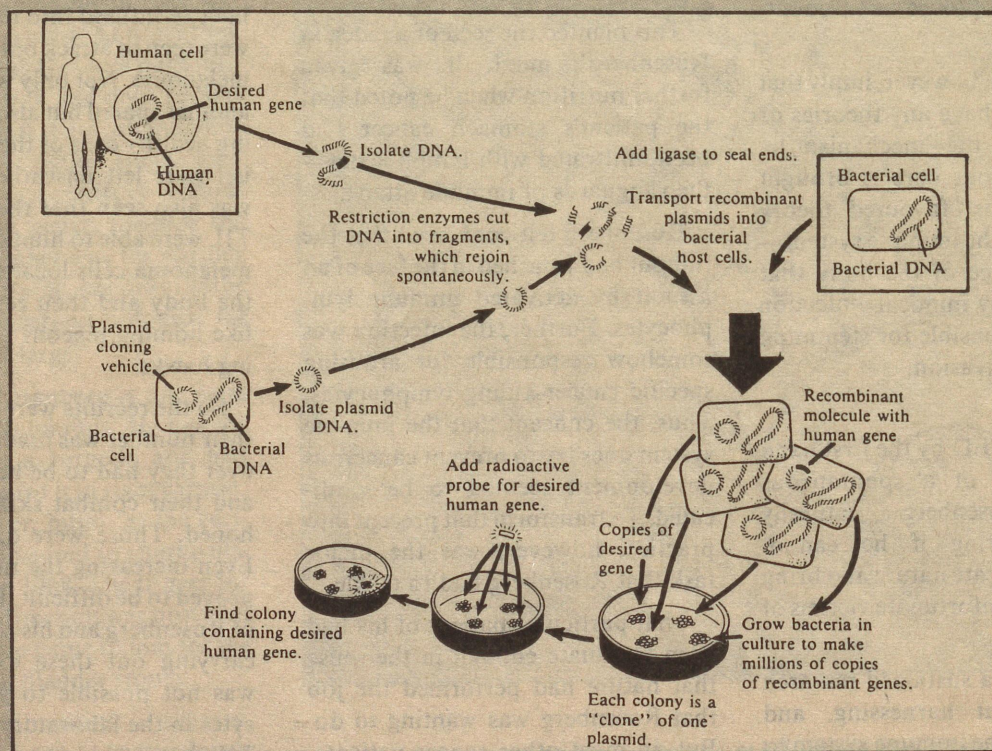 Human cell
Desired
human gene
Human
DNA
Isolate DNA.
Restriction enzymes cut
DNA into fragments,
which rejoin
spontaneously.
Add ligase to seal ends.
Transport recombinant
plasmids into
bacterial
host cells.
Bacterial cell
Bacterial DNA
Plasmid
cloning
vehicle
Bacterial
cell
Bacterial
DNA
Isolate plasmid
DNA.
Recombinant
molecule with
human gene
Copies of
desired
gene
Grow bacteria in
culture to make
millions of copies
of recombinant genes.
Each colony is a
"clone" of one
plasmid.
Add radioactive
probe for desired
human gene.
Find colony
containing desired
human gene.